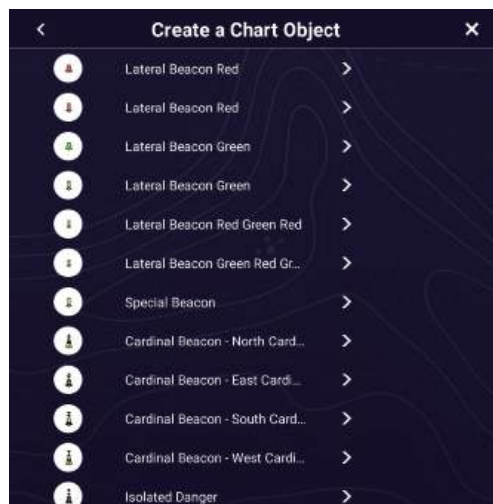 Create a Chart Object
Lateral Beacon Red
Lateral Beacon Red
Lateral Beacon Green
Lateral Beacon Green
Lateral Beacon Red Green Red
Lateral Beacon Green Red Gr...
Special Beacon
Cardinal Beacon - North Card...
Cardinal Beacon - East Cardi...
Cardinal Beacon - South Card...
Cardinal Beacon - West Cardi...
Isolated Danger